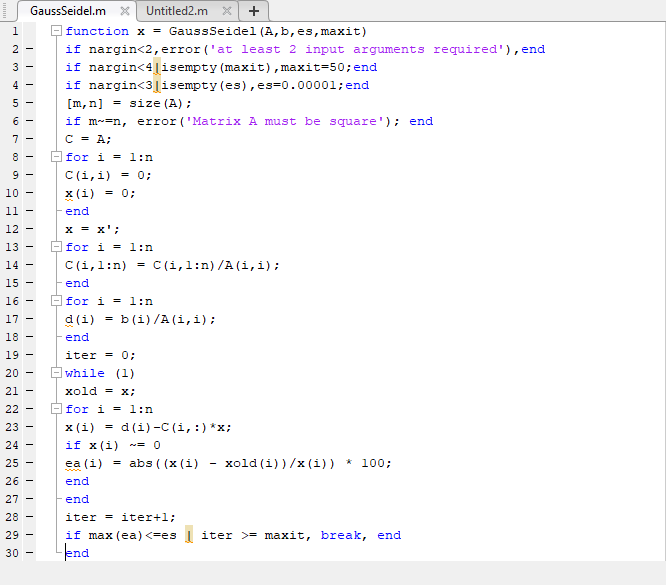 GaussSeidel.m × Untitled2.m × +
1 function x = GaussSeidel(A,b,es,maxit)
2 – if nargin<2,error('at least 2 input arguments required'),end
3 – if nargin<4|isempty(maxit),maxit=50;end
4 – if nargin<3|isempty(es),es=0.00001;end
5 – [m,n] = size(A);
6 – if m~=n, error('Matrix A must be square'); end
7 – C = A;
8 – for i = 1:n
9 – C(i,i) = 0;
10 – x(i) = 0;
11 – end
12 – x = x';
13 – for i = 1:n
14 – C(i,1:n) = C(i,1:n)/A(i,i);
15 – end
16 – for i = 1:n
17 – d(i) = b(i)/A(i,i);
18 – end
19 – iter = 0;
20 – while (1)
21 – xold = x;
22 – for i = 1:n
23 – x(i) = d(i)-C(i,:)*x;
24 – if x(i) ~= 0
25 – ea(i) = abs((x(i) - xold(i))/x(i)) * 100;
26 – end
27 – end
28 – iter = iter+1;
29 – if max(ea)<=es | iter >= maxit, break, end
30 – end